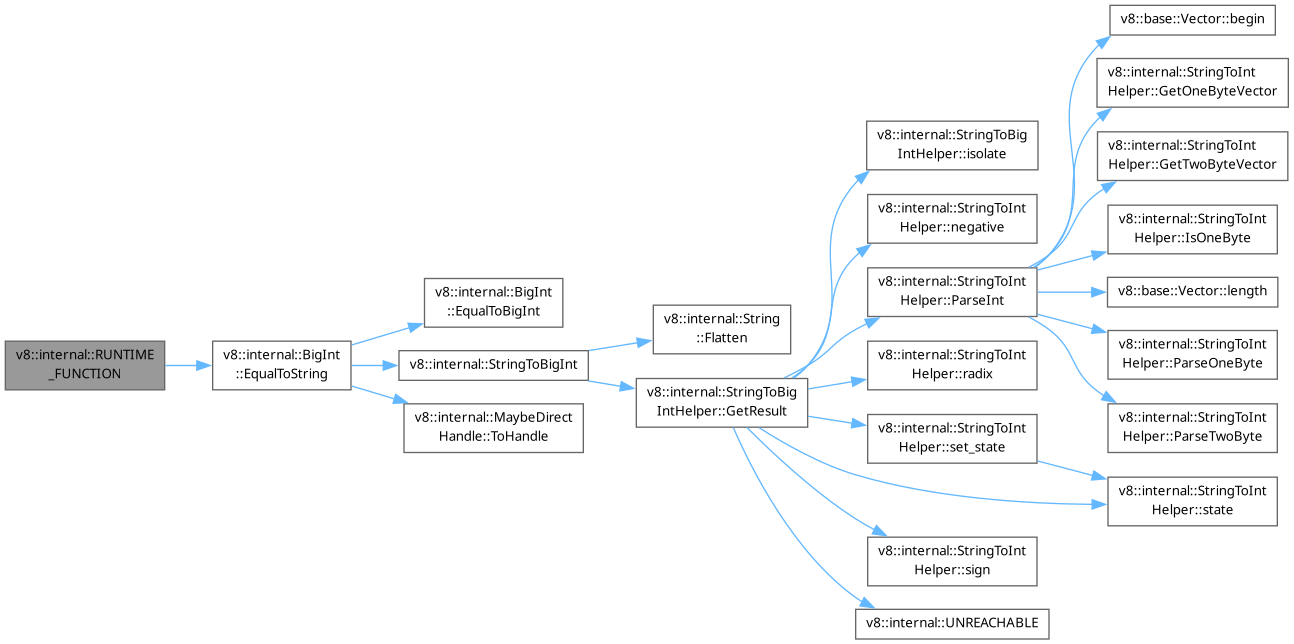 v8::internal::RUNTIME
_FUNCTION
v8::internal::BigInt
::EqualToString
v8::internal::BigInt
::EqualToBigInt
v8::internal::StringToBigInt
v8::internal::MaybeDirect
Handle::ToHandle
v8::internal::String
::Flatten
v8::internal::StringToBig
IntHelper::GetResult
v8::internal::StringToBig
IntHelper::isolate
v8::internal::StringToInt
Helper::negative
v8::internal::StringToInt
Helper::ParseInt
v8::internal::StringToInt
Helper::radix
v8::internal::StringToInt
Helper::set_state
v8::internal::StringToInt
Helper::sign
v8::internal::UNREACHABLE
v8::base::Vector::begin
v8::internal::StringToInt
Helper::GetOneByteVector
v8::internal::StringToInt
Helper::GetTwoByteVector
v8::internal::StringToInt
Helper::IsOneByte
v8::base::Vector::length
v8::internal::StringToInt
Helper::ParseOneByte
v8::internal::StringToInt
Helper::ParseTwoByte
v8::internal::StringToInt
Helper::state